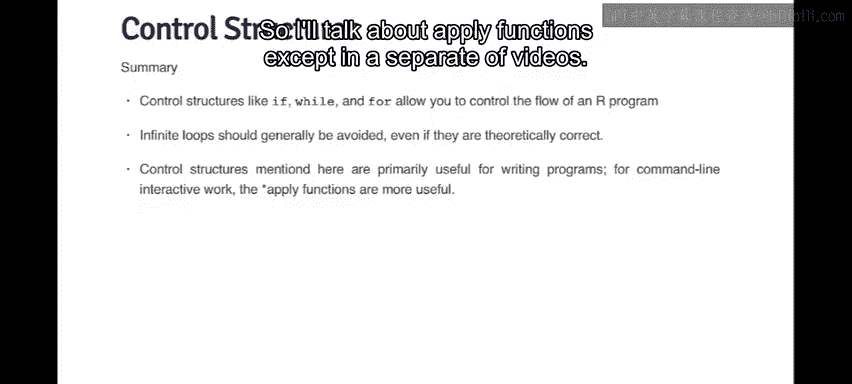 Control Str
So I'll talk about apply functions
except in a separate of videos.
Summary
· Control structures like if, while, and for allow you to control the flow of an R program
· Infinite loops should generally be avoided, even if they are theoretically correct.
· Control structures mentiond here are primarily useful for writing programs; for command-line
interactive work, the *apply functions are more useful.